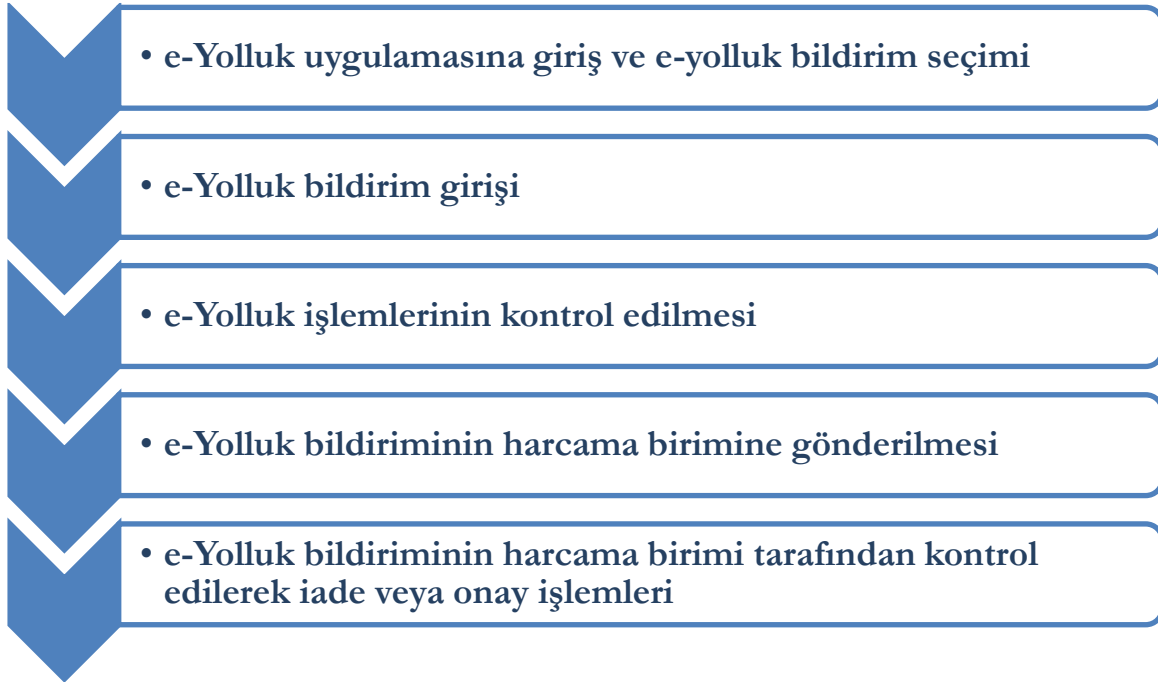 • e-Yolluk uygulamasına giriş ve e-yolluk bildirim seçimi
• e-Yolluk bildirim girişi
• e-Yolluk işlemlerinin kontrol edilmesi
• e-Yolluk bildiriminin harcama birimine gönderilmesi
• e-Yolluk bildiriminin harcama birimi tarafından kontrol
edilerek iade veya onay işlemleri